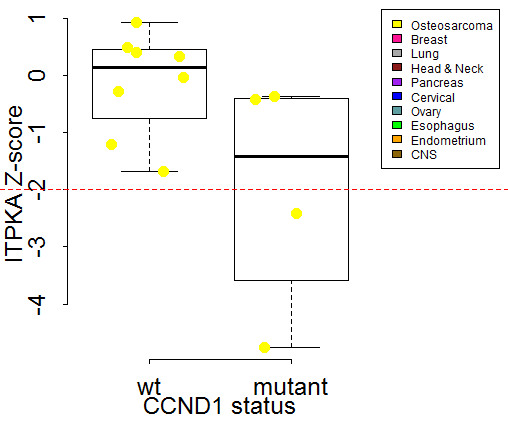 1
0
-1
-2
-3
-4
ITPKA Z-score
wt
mutant
CCND1 status
Osteosarcoma
Breast
Lung
Head & Neck
Pancreas
Cervical
Ovary
Esophagus
Endometrium
CNS